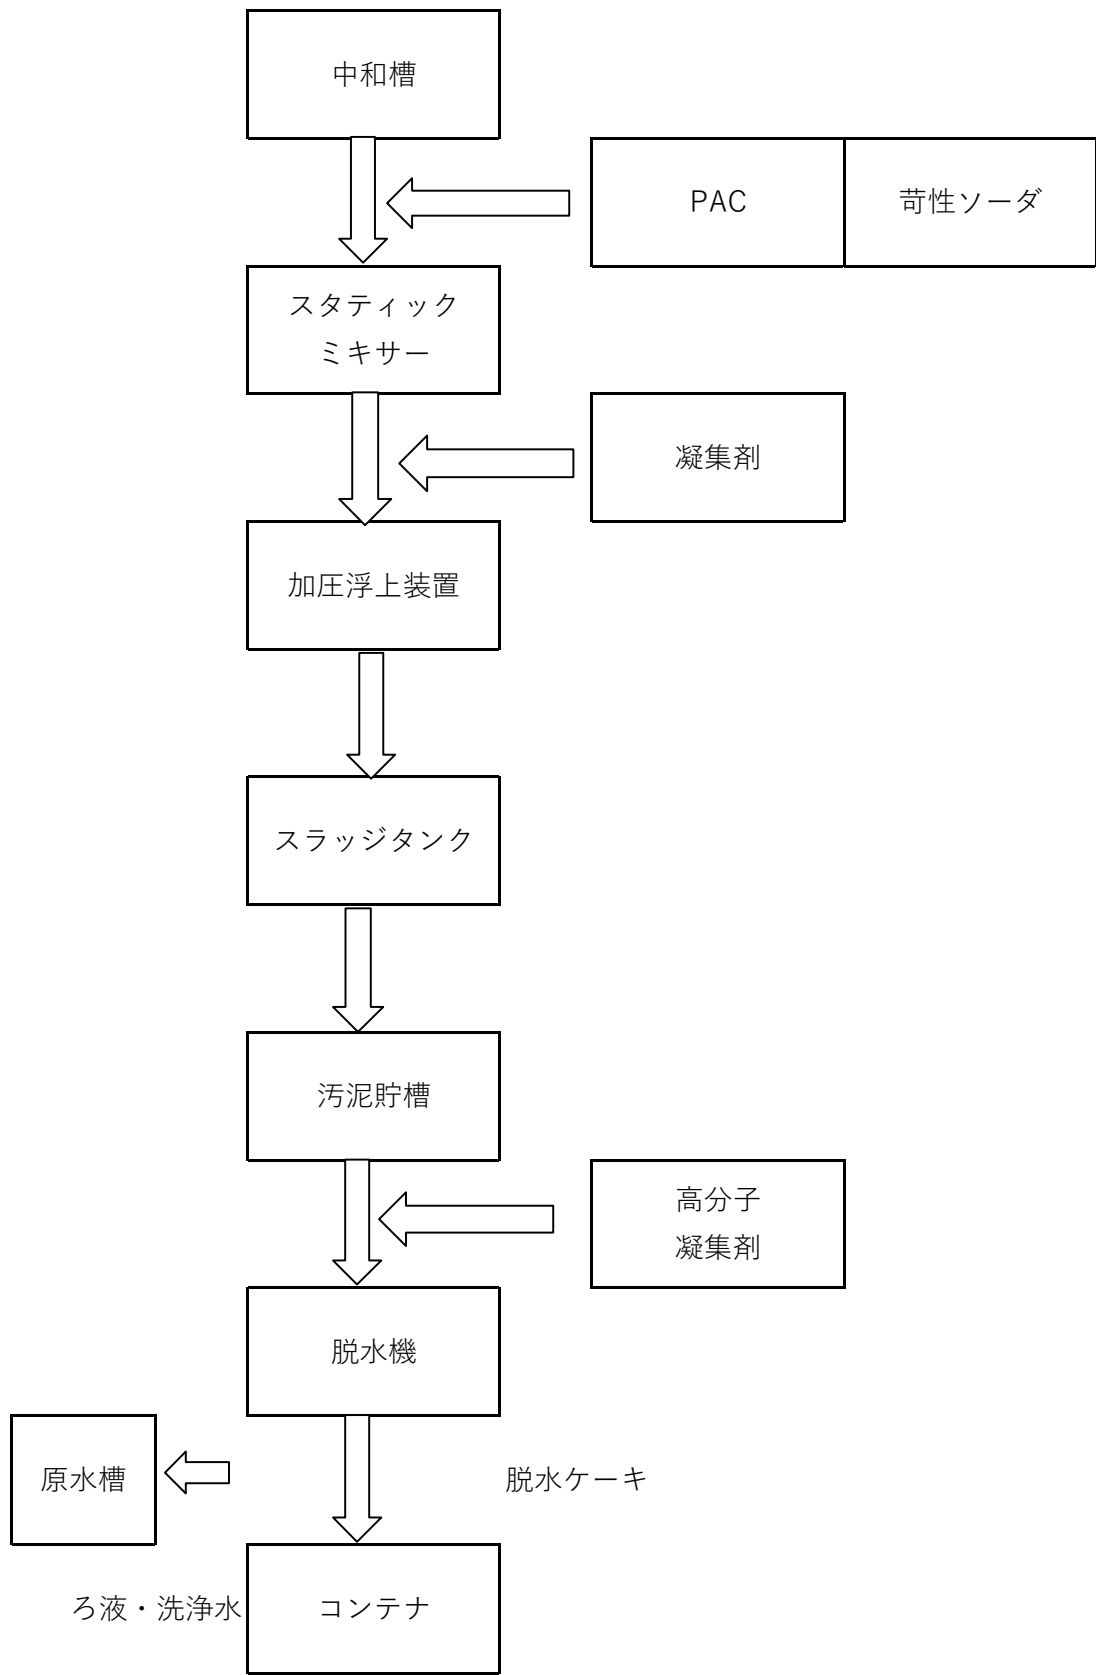 中和槽
PAC
苛性ソーダ
スタティック
ミキサー
凝集剤
加圧浮上装置
スラッジタンク
汚泥貯槽
高分子
凝集剤
脱水機
原水槽
脱水ケーキ
ろ液・洗浄水
コンテナ